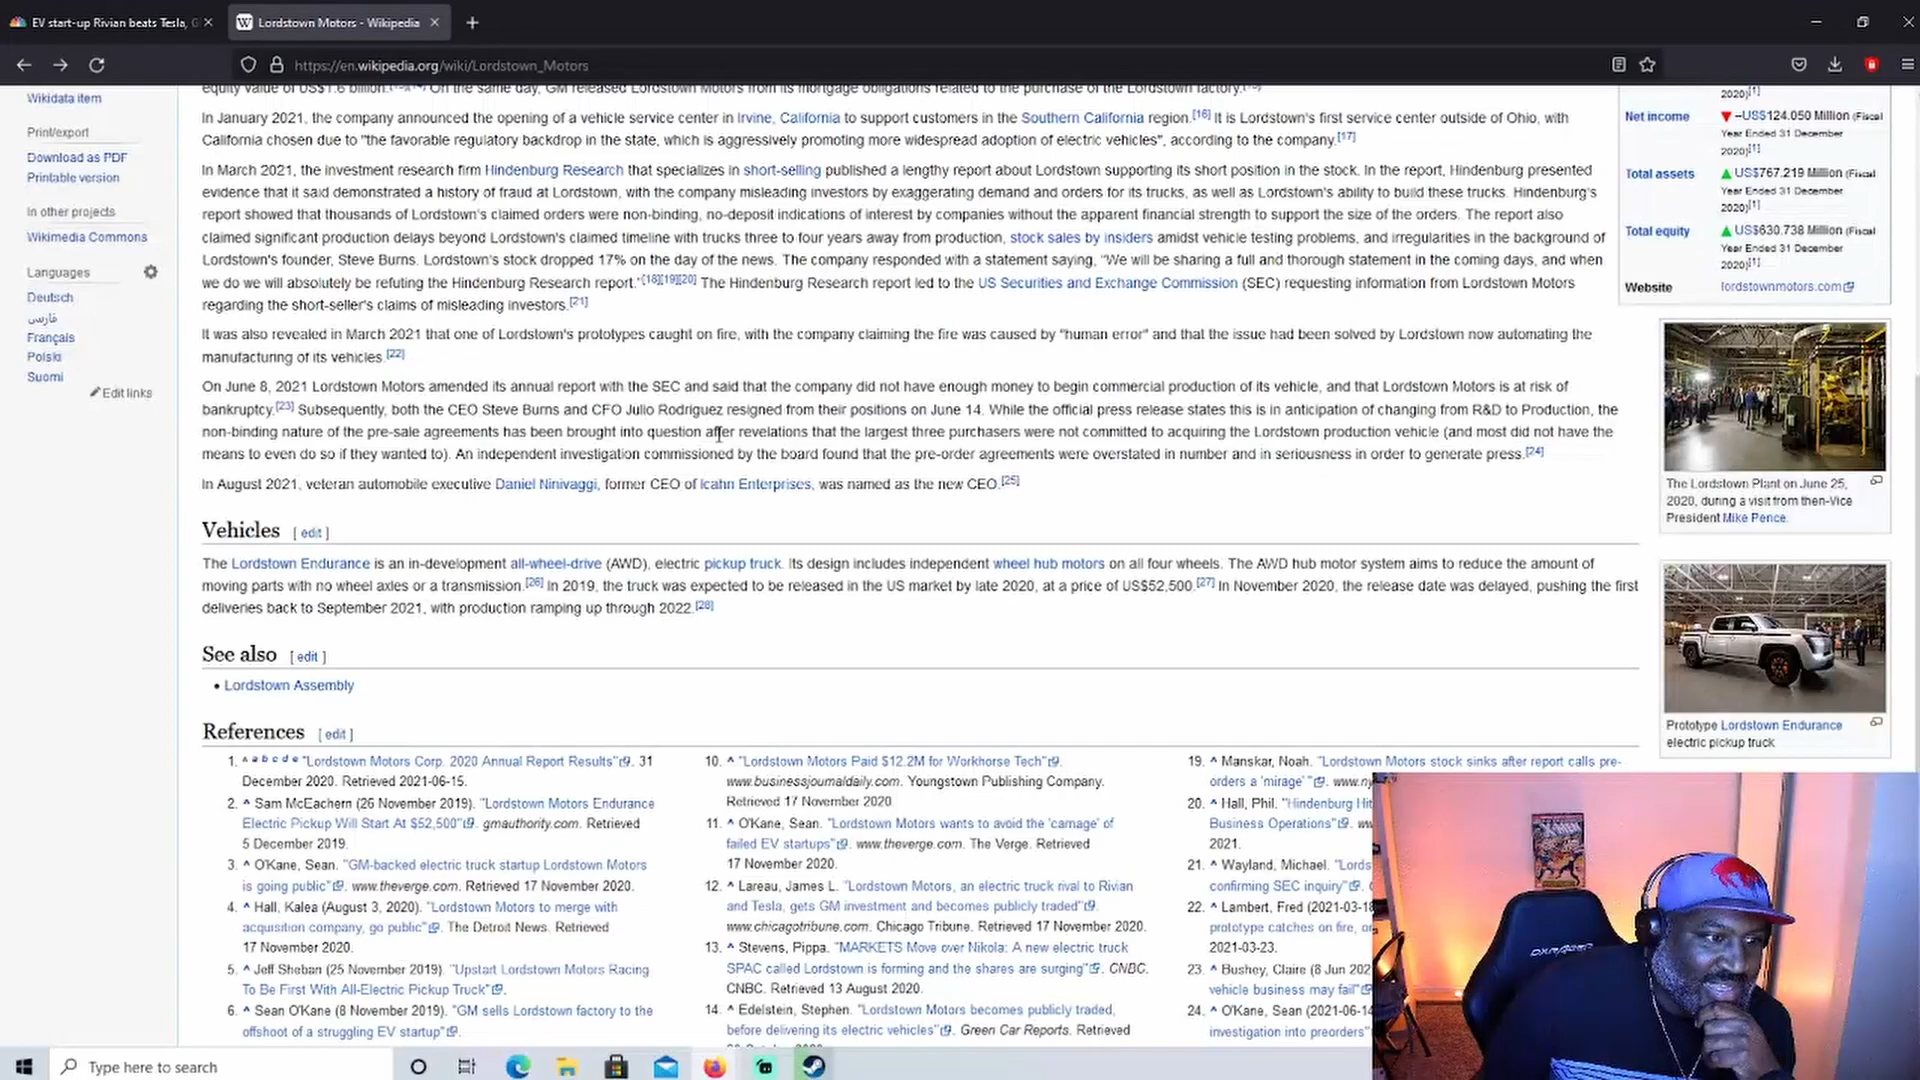 EV start-up Rivian beats Tesla, G
Lordstown Motors - Wikipedia
https://en.wikipedia.org/wiki/Lordstown_Motors
Wikidata item
Print/export
Download as PDF
Printable version
In other projects
Wikimedia Commons
Languages
Deutsch
فارسی
Français
Polski
Suomi
Edit links
equity value of US$1.6 billion. On the same day, GM released Lordstown Motors from its mortgage obligations related to the purchase of the Lordstown factory.
In January 2021, the company announced the opening of a vehicle service center in Irvine, California to support customers in the Southern California region.[16] It is Lordstown's first service center outside of Ohio, with
California chosen due to "the favorable regulatory backdrop in the state, which is aggressively promoting more widespread adoption of electric vehicles", according to the company.[17]
In March 2021, the investment research firm Hindenburg Research that specializes in short-selling published a lengthy report about Lordstown supporting its short position in the stock. In the report, Hindenburg presented
evidence that it said demonstrated a history of fraud at Lordstown, with the company misleading investors by exaggerating demand and orders for its trucks, as well as Lordstown's ability to build these trucks. Hindenburg's
report showed that thousands of Lordstown's claimed orders were non-binding, no-deposit indications of interest by companies without the apparent financial strength to support the size of the orders. The report also
claimed significant production delays beyond Lordstown's claimed timeline with trucks three to four years away from production, stock sales by insiders amidst vehicle testing problems, and irregularities in the background of
Lordstown's founder, Steve Burns. Lordstown's stock dropped 17% on the day of the news. The company responded with a statement saying, "We will be sharing a full and thorough statement in the coming days, and when
we do we will absolutely be refuting the Hindenburg Research report."[18][19][20] The Hindenburg Research report led to the US Securities and Exchange Commission (SEC) requesting information from Lordstown Motors
regarding the short-seller's claims of misleading investors.[21]
It was also revealed in March 2021 that one of Lordstown's prototypes caught on fire, with the company claiming the fire was caused by "human error" and that the issue had been solved by Lordstown now automating the
manufacturing of its vehicles.[22]
On June 8, 2021 Lordstown Motors amended its annual report with the SEC and said that the company did not have enough money to begin commercial production of its vehicle, and that Lordstown Motors is at risk of
bankruptcy.[23] Subsequently, both the CEO Steve Burns and CFO Julio Rodriguez resigned from their positions on June 14. While the official press release states this is in anticipation of changing from R&D to Production, the
non-binding nature of the pre-sale agreements has been brought into question after revelations that the largest three purchasers were not committed to acquiring the Lordstown production vehicle (and most did not have the
means to even do so if they wanted to). An independent investigation commissioned by the board found that the pre-order agreements were overstated in number and in seriousness in order to generate press.[24]
In August 2021, veteran automobile executive Daniel Ninivaggi, former CEO of Icahn Enterprises, was named as the new CEO.[25]
Vehicles [ edit ]
The Lordstown Endurance is an in-development all-wheel-drive (AWD), electric pickup truck. Its design includes independent wheel hub motors on all four wheels. The AWD hub motor system aims to reduce the amount of
moving parts with no wheel axles or a transmission.[26] In 2019, the truck was expected to be released in the US market by late 2020, at a price of US$52,500.[27] In November 2020, the release date was delayed, pushing the first
deliveries back to September 2021, with production ramping up through 2022.[28]
See also [ edit ]
• Lordstown Assembly
References [ edit ]
1. ^ a b c d e "Lordstown Motors Corp. 2020 Annual Report Results". 31
December 2020. Retrieved 2021-06-15.
2. ^ Sam McEachern (26 November 2019). "Lordstown Motors Endurance
Electric Pickup Will Start At $52,500". gmauthority.com. Retrieved
5 December 2019.
3. ^ O'Kane, Sean. "GM-backed electric truck startup Lordstown Motors
is going public". www.theverge.com. Retrieved 17 November 2020.
4. ^ Hall, Kalea (August 3, 2020). "Lordstown Motors to merge with
acquisition company, go public". The Detroit News. Retrieved
17 November 2020.
5. ^ Jeff Sheban (25 November 2019). "Upstart Lordstown Motors Racing
To Be First With All-Electric Pickup Truck".
6. ^ Sean O'Kane (8 November 2019). "GM sells Lordstown factory to the
offshoot of a struggling EV startup".
10. ^ "Lordstown Motors Paid $12.2M for Workhorse Tech".
www.businessjournaldaily.com. Youngstown Publishing Company.
Retrieved 17 November 2020.
11. ^ O'Kane, Sean. "Lordstown Motors wants to avoid the 'carnage' of
failed EV startups". www.theverge.com. The Verge. Retrieved
17 November 2020.
12. ^ Lareau, James L. "Lordstown Motors, an electric truck rival to Rivian
and Tesla, gets GM investment and becomes publicly traded".
www.chicagotribune.com. Chicago Tribune. Retrieved 17 November 2020.
13. ^ Stevens, Pippa. "MARKETS Move over Nikola: A new electric truck
SPAC called Lordstown is forming and the shares are surging". CNBC.
CNBC. Retrieved 13 August 2020.
14. ^ Edelstein, Stephen. "Lordstown Motors becomes publicly traded,
before delivering its electric vehicles". Green Car Reports. Retrieved
19. ^ Manskar, Noah. "Lordstown Motors stock sinks after report calls pre-
orders a 'mirage'". www.ny
20. ^ Hall, Phil. "Hindenburg Hit
Business Operations". ww
2021.
21. ^ Wayland, Michael. "Lords
confirming SEC inquiry". C
22. ^ Lambert, Fred (2021-03-18
prototype catches on fire, or
2021-03-23.
23. ^ Bushey, Claire (8 Jun 202
vehicle business may fail"
24. ^ O'Kane, Sean (2021-06-14
investigation into preorders"
2020)[1]
Net income ▼ −US$124.050 Million (Fiscal
Year Ended 31 December
2020)[1]
Total assets ▲ US$767.219 Million (Fiscal
Year Ended 31 December
2020)[1]
Total equity ▲ US$630.738 Million (Fiscal
Year Ended 31 December
2020)[1]
Website lordstownmotors.com
The Lordstown Plant on June 25,
2020, during a visit from then-Vice
President Mike Pence.
Prototype Lordstown Endurance
electric pickup truck
DXRACER
Type here to search